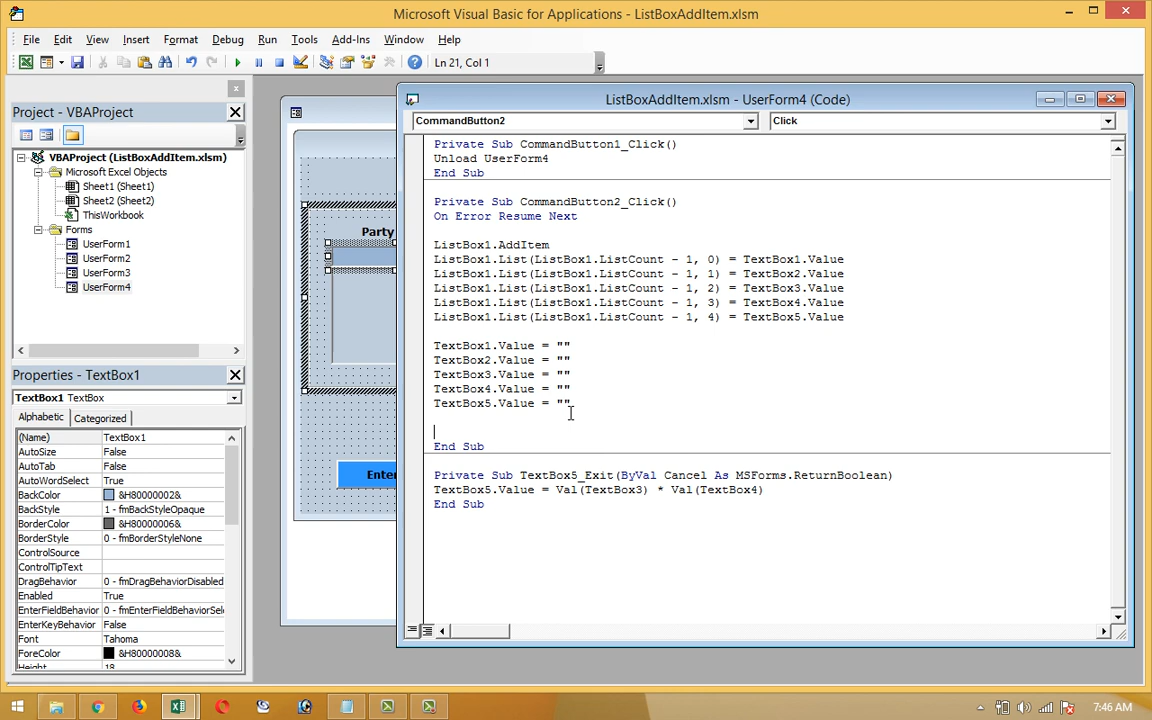 Microsoft Visual Basic for Applications - ListBoxAddItem.xlsm
File Edit View Insert Format Debug Run Tools Add-Ins Window Help
Ln 21, Col 1
Project - VBAProject
VBAProject (ListBoxAddItem.xlsm)
Microsoft Excel Objects
Sheet1 (Sheet1)
Sheet2 (Sheet2)
ThisWorkbook
Forms
UserForm1
UserForm2
UserForm3
UserForm4
Properties - TextBox1
TextBox1 TextBox
Alphabetic Categorized
(Name) TextBox1
AutoSize False
AutoTab False
AutoWordSelect True
BackColor &H80000002&
BackStyle 1 - fmBackStyleOpaque
BorderColor &H80000006&
BorderStyle 0 - fmBorderStyleNone
ControlSource
ControlTipText
DragBehavior 0 - fmDragBehaviorDisabled
Enabled True
EnterFieldBehavior 0 - fmEnterFieldBehaviorSele
EnterKeyBehavior False
Font Tahoma
ForeColor &H80000008&
Height 18
Party
Enter
ListBoxAddItem.xlsm - UserForm4 (Code)
CommandButton2 Click
Private Sub CommandButton1_Click()
Unload UserForm4
End Sub
Private Sub CommandButton2_Click()
On Error Resume Next
ListBox1.AddItem
ListBox1.List(ListBox1.ListCount - 1, 0) = TextBox1.Value
ListBox1.List(ListBox1.ListCount - 1, 1) = TextBox2.Value
ListBox1.List(ListBox1.ListCount - 1, 2) = TextBox3.Value
ListBox1.List(ListBox1.ListCount - 1, 3) = TextBox4.Value
ListBox1.List(ListBox1.ListCount - 1, 4) = TextBox5.Value
TextBox1.Value = ""
TextBox2.Value = ""
TextBox3.Value = ""
TextBox4.Value = ""
TextBox5.Value = ""
End Sub
Private Sub TextBox5_Exit(ByVal Cancel As MSForms.ReturnBoolean)
TextBox5.Value = Val(TextBox3) * Val(TextBox4)
End Sub
7:46 AM